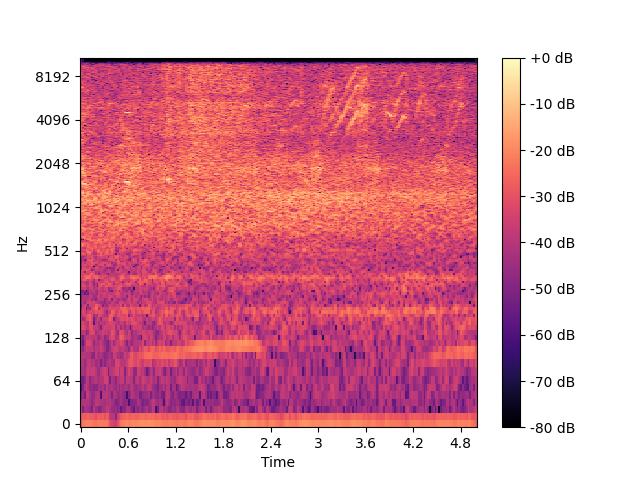 8192
4096
2048
1024
512
256
128
64
0
Hz
0 0.6 1.2 1.8 2.4 3 3.6 4.2 4.8
Time
+0 dB
-10 dB
-20 dB
-30 dB
-40 dB
-50 dB
-60 dB
-70 dB
-80 dB